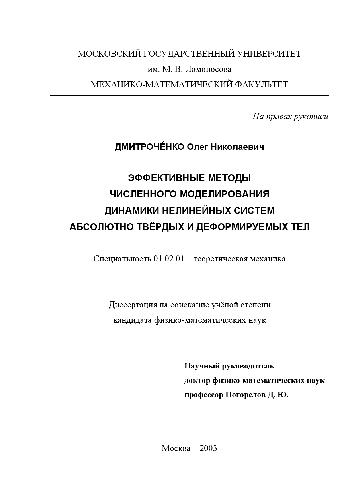 МОСКОВСКИЙ ГОСУДАРСТВЕННЫЙ УНИВЕРСИТЕТ
им. М. В. Ломоносова
МЕХАНИКО-МАТЕМАТИЧЕСКИЙ ФАКУЛЬТЕТ
На правах рукописи
ДМИТРОЧЕ́НКО Олег Николаевич
ЭФФЕКТИВНЫЕ МЕТОДЫ
ЧИСЛЕННОГО МОДЕЛИРОВАНИЯ
ДИНАМИКИ НЕЛИНЕЙНЫХ СИСТЕМ
АБСОЛЮТНО ТВЁРДЫХ И ДЕФОРМИРУЕМЫХ ТЕЛ
Специальность 01.02.01 – теоретическая механика
Диссертация на соискание учёной степени
кандидата физико-математических наук
Научный руководитель
доктор физико-математических наук
профессор Погорелов Д. Ю.
Москва – 2003